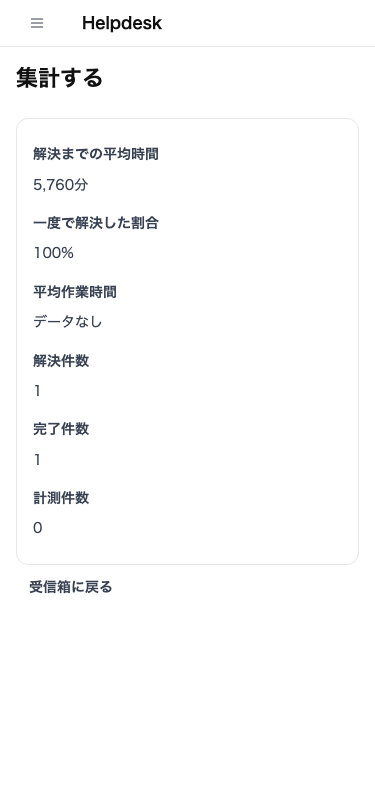 Helpdesk
集計する
解決までの平均時間
5,760分
一度で解決した割合
100%
平均作業時間
データなし
解決件数
1
完了件数
1
計測件数
0
受信箱に戻る